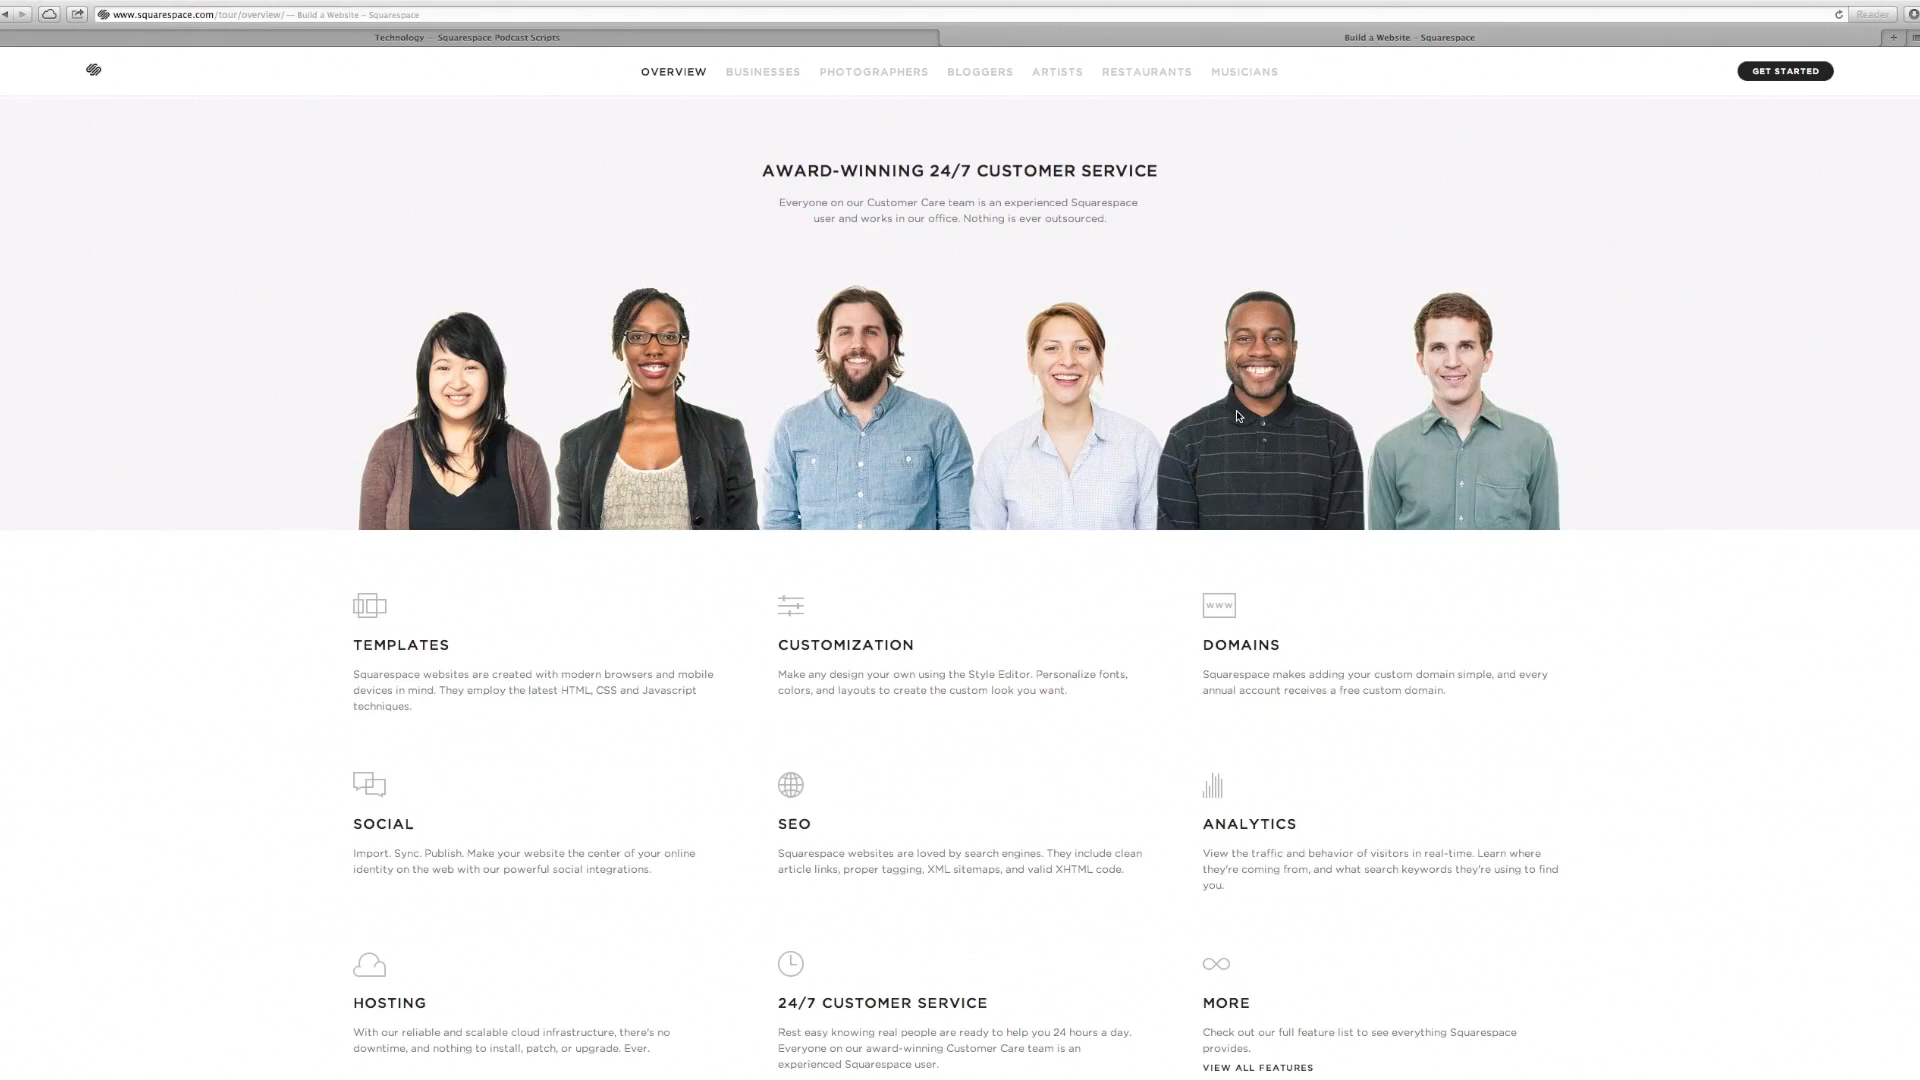 www.squarespace.com/tour/overview/ — Build a Website – Squarespace
Reader
Technology — Squarespace Podcast Scripts
Build a Website – Squarespace
OVERVIEW BUSINESSES PHOTOGRAPHERS BLOGGERS ARTISTS RESTAURANTS MUSICIANS
GET STARTED
AWARD-WINNING 24/7 CUSTOMER SERVICE
Everyone on our Customer Care team is an experienced Squarespace
user and works in our office. Nothing is ever outsourced.
TEMPLATES
Squarespace websites are created with modern browsers and mobile
devices in mind. They employ the latest HTML, CSS and Javascript
techniques.
CUSTOMIZATION
Make any design your own using the Style Editor. Personalize fonts,
colors, and layouts to create the custom look you want.
WWW
DOMAINS
Squarespace makes adding your custom domain simple, and every
annual account receives a free custom domain.
SOCIAL
Import. Sync. Publish. Make your website the center of your online
identity on the web with our powerful social integrations.
SEO
Squarespace websites are loved by search engines. They include clean
article links, proper tagging, XML sitemaps, and valid XHTML code.
ANALYTICS
View the traffic and behavior of visitors in real-time. Learn where
they're coming from, and what search keywords they're using to find
you.
HOSTING
With our reliable and scalable cloud infrastructure, there's no
downtime, and nothing to install, patch, or upgrade. Ever.
24/7 CUSTOMER SERVICE
Rest easy knowing real people are ready to help you 24 hours a day.
Everyone on our award-winning Customer Care team is an
experienced Squarespace user.
MORE
Check out our full feature list to see everything Squarespace
provides.
VIEW ALL FEATURES